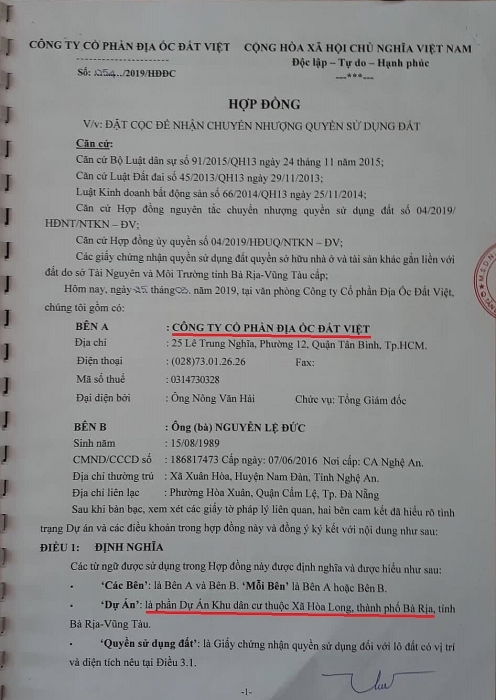 CÔNG TY CỔ PHẦN ĐỊA ỐC ĐẤT VIỆT
Số: /2019/HĐĐC
CỘNG HÒA XÃ HỘI CHỦ NGHĨA VIỆT NAM
Độc lập – Tự do – Hạnh phúc
---***---
HỢP ĐỒNG
V/v: ĐẶT CỌC ĐỂ NHẬN CHUYỂN NHƯỢNG QUYỀN SỬ DỤNG ĐẤT
Căn cứ:
Căn cứ Bộ Luật dân sự số 91/2015/QH13 ngày 24 tháng 11 năm 2015;
Căn cứ Luật Đất đai số 45/2013/QH13 ngày 29/11/2013;
Luật Kinh doanh bất động sản số 66/2014/QH13 ngày 25/11/2014;
Căn cứ Hợp đồng nguyên tắc chuyển nhượng quyền sử dụng đất số 04/2019/
HĐNT/NTKN – ĐV;
Căn cứ Hợp đồng ủy quyền số 04/2019/HĐUQ/NTKN – ĐV;
Các giấy chứng nhận quyền sử dụng đất quyền sở hữu nhà ở và tài sản khác gắn liền với
đất do sở Tài Nguyên và Môi Trường tỉnh Bà Rịa-Vũng Tàu cấp;
Hôm nay, ngày 25 tháng năm 2019, tại văn phòng Công ty Cổ phần Địa Ốc Đất Việt,
chúng tôi gồm có:
BÊN A : CÔNG TY CỔ PHẦN ĐỊA ỐC ĐẤT VIỆT
Địa chỉ : 25 Lê Trung Nghĩa, Phường 12, Quận Tân Bình, Tp.HCM.
Điện thoại : (028)73.01.26.26 Fax:
Mã số thuế : 0314730328
Đại diện bởi : Ông Nông Văn Hải Chức vụ: Tổng Giám đốc
BÊN B : Ông (bà) NGUYỄN LỆ ĐỨC
Sinh năm : 15/08/1989
CMND/CCCD số : 186817473 Cấp ngày: 07/06/2016 Nơi cấp: CA Nghệ An.
Địa chỉ thường trú : Xã Xuân Hòa, Huyện Nam Đàn, Tỉnh Nghệ An.
Địa chỉ liên lạc : Phường Hòa Xuân, Quận Cẩm Lệ, Tp. Đà Nẵng
Sau khi bàn bạc, xem xét các giấy tờ pháp lý liên quan, hai bên cam kết đã hiểu rõ tình
trạng Dự án và các điều khoản trong hợp đồng này và đồng ý ký kết với nội dung như sau:
ĐIỀU 1: ĐỊNH NGHĨA
Các từ ngữ được sử dụng trong Hợp đồng này được định nghĩa và được hiểu như sau:
• 'Các Bên': là Bên A và Bên B. 'Mỗi Bên' là Bên A hoặc Bên B.
• 'Dự Án': là phần Dự Án Khu dân cư thuộc Xã Hòa Long, thành phố Bà Rịa, tỉnh
Bà Rịa-Vũng Tàu.
• 'Quyền sử dụng đất': là Giấy chứng nhận quyền sử dụng đối với lô đất có vị trí
và diện tích nêu tại Điều 3.1.
-1-